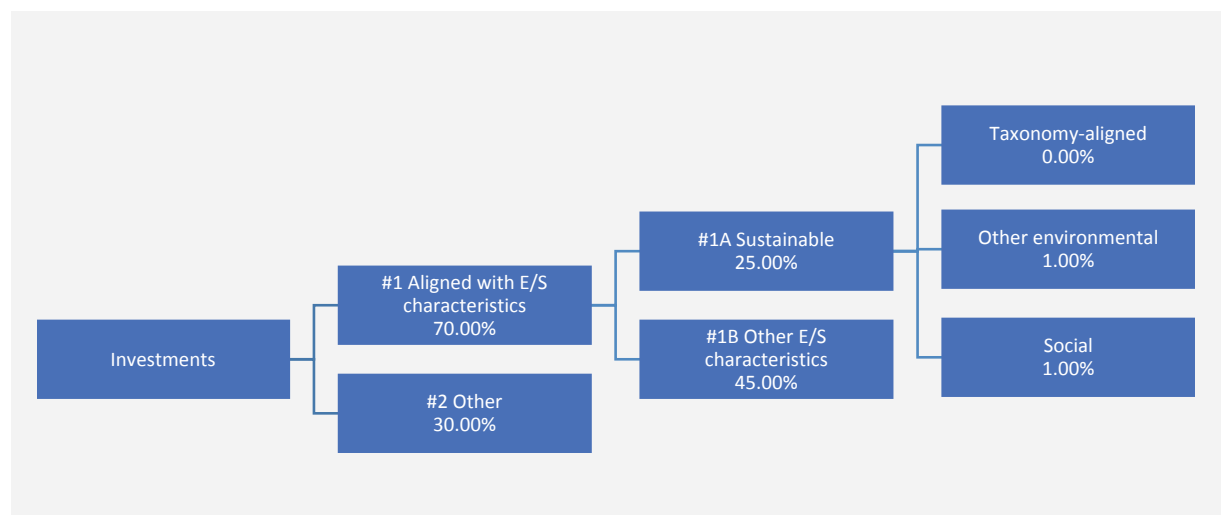 Investments
#1 Aligned with E/S
characteristics
70.00%
#2 Other
30.00%
#1A Sustainable
25.00%
#1B Other E/S
characteristics
45.00%
Taxonomy-aligned
0.00%
Other environmental
1.00%
Social
1.00%